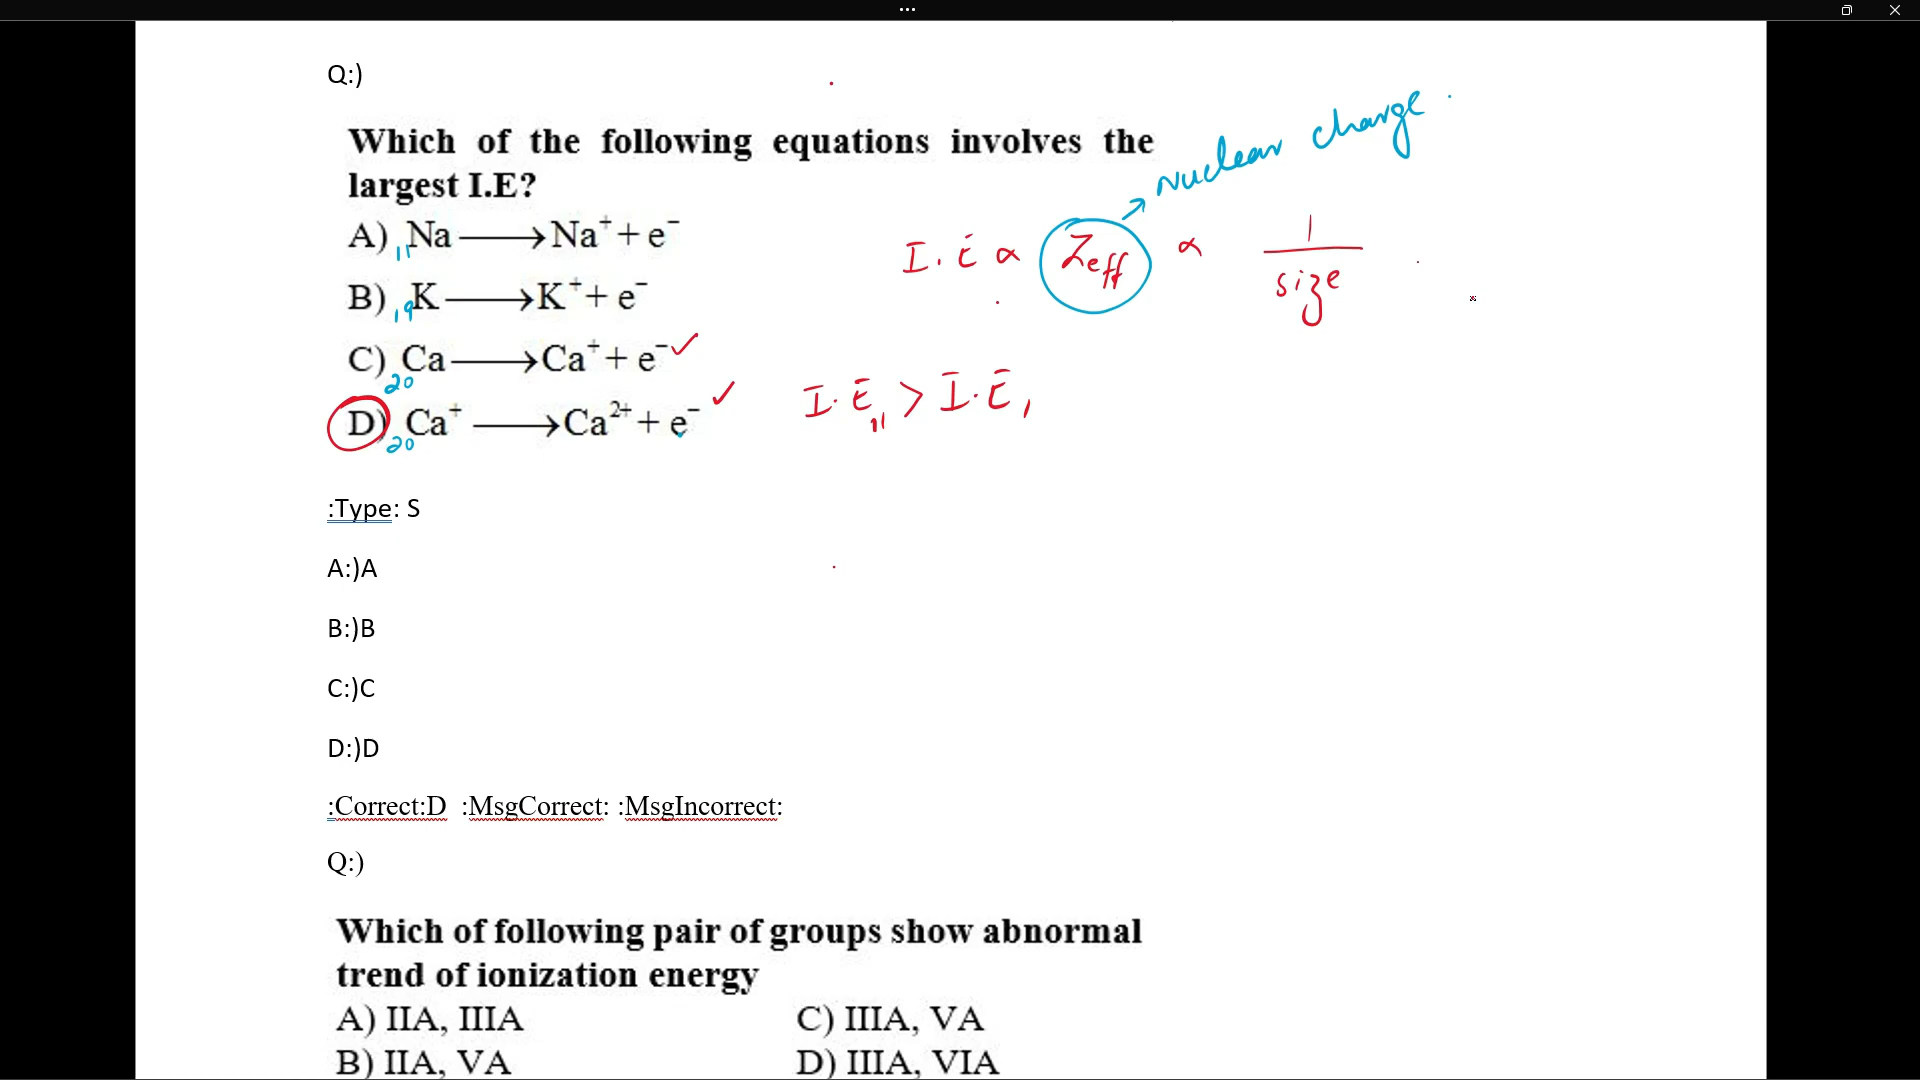 Q:)
Which of the following equations involves the
largest I.E?
A) ₁₁Na ⟶ Na⁺ + e⁻
B) ₁₉K ⟶ K⁺ + e⁻
C) ₂₀Ca ⟶ Ca⁺ + e⁻ ✓
D) ₂₀Ca⁺ ⟶ Ca²⁺ + e⁻ ✓
nuclear charge
I.E ∝ Zeff ∝ 1/size
I.E₁₁ > I.E₁
:Type: S
A:)A
B:)B
C:)C
D:)D
:Correct:D :MsgCorrect: :MsgIncorrect:
Q:)
Which of following pair of groups show abnormal
trend of ionization energy
A) IIA, IIIA C) IIIA, VA
B) IIA, VA D) IIIA, VIA